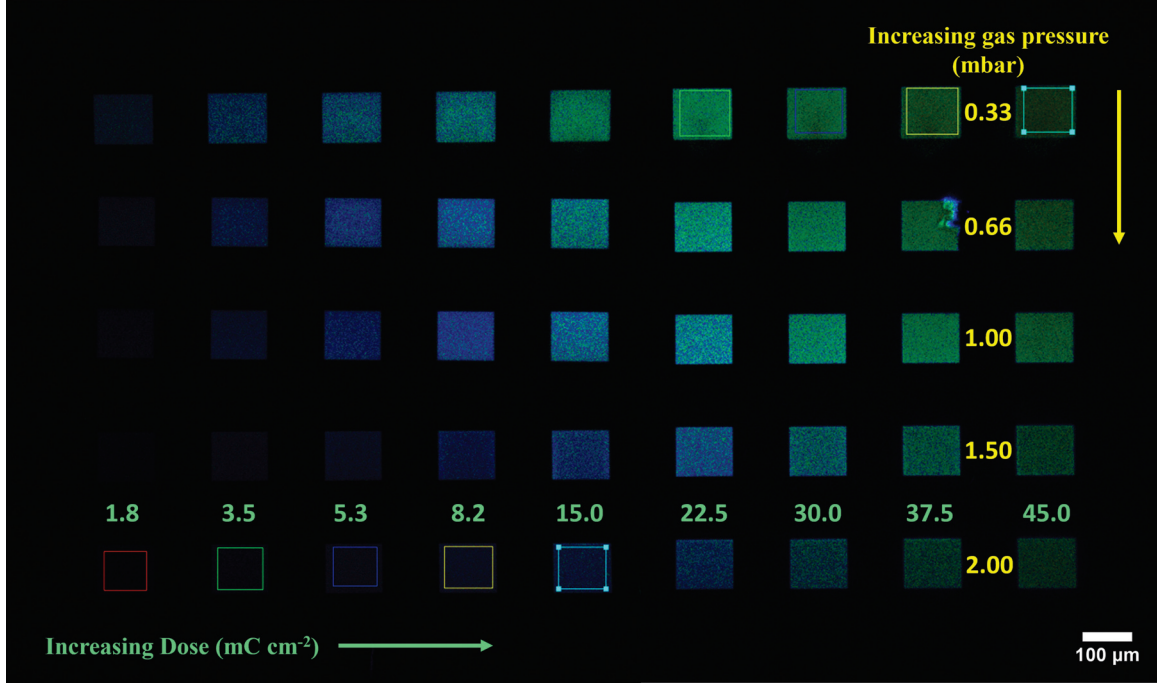 Increasing gas pressure
(mbar)
0.33
0.66
1.00
1.50
1.8 3.5 5.3 8.2 15.0 22.5 30.0 37.5 45.0
2.00
Increasing Dose (mC cm⁻²)
100 µm